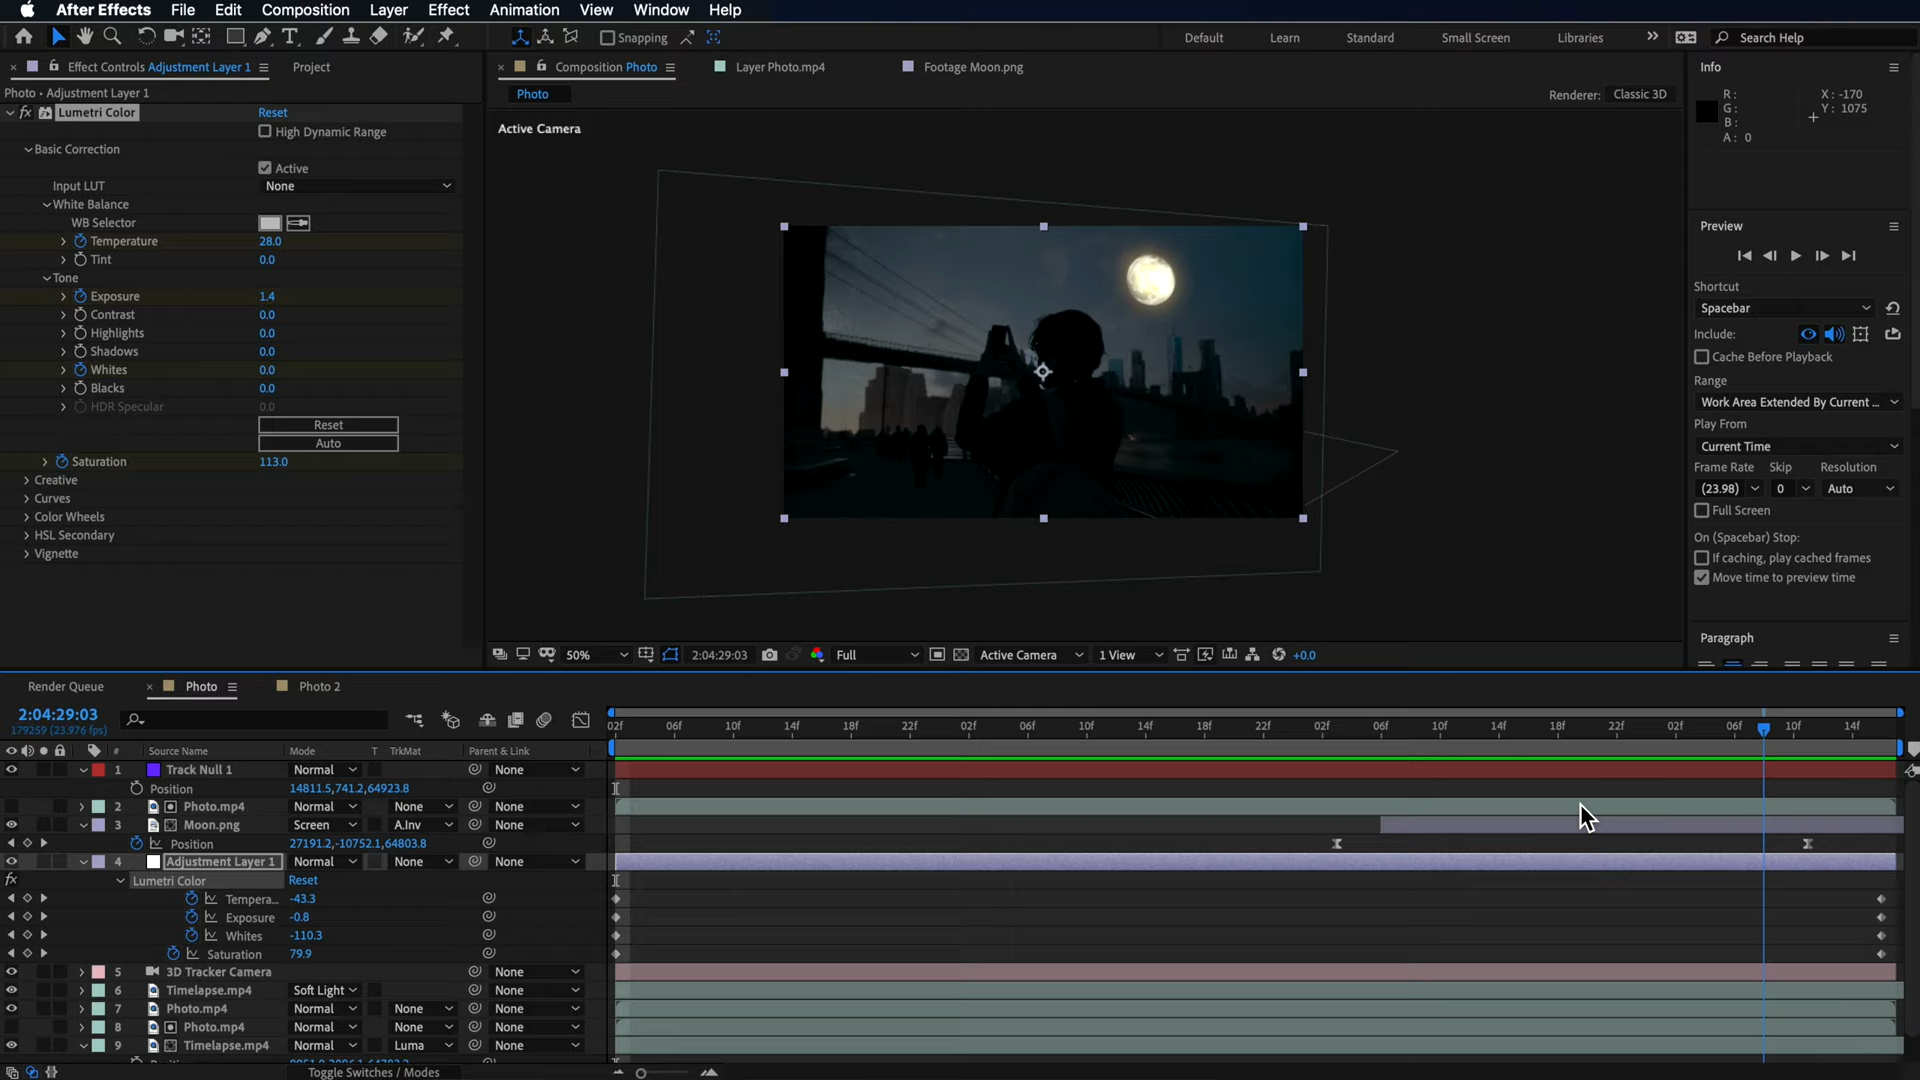 After Effects File Edit Composition Layer Effect Animation View Window Help
Snapping Default Learn Standard Small Screen Libraries Search Help
Effect Controls Adjustment Layer 1 Project
Photo • Adjustment Layer 1
fx Lumetri Color Reset
High Dynamic Range
Basic Correction
Active
Input LUT None
White Balance
WB Selector
Temperature 28.0
Tint 0.0
Tone
Exposure 1.4
Contrast 0.0
Highlights 0.0
Shadows 0.0
Whites 0.0
Blacks 0.0
HDR Specular 0.0
Reset
Auto
Saturation 113.0
Creative
Curves
Color Wheels
HSL Secondary
Vignette
Composition Photo Layer Photo.mp4 Footage Moon.png
Photo Renderer: Classic 3D
Active Camera
50% 2:04:29:03 Full Active Camera 1 View +0.0
Info
R: X: -170
G: Y: 1075
B:
A: 0
Preview
Shortcut
Spacebar
Include:
Cache Before Playback
Range
Work Area Extended By Current ...
Play From
Current Time
Frame Rate Skip Resolution
(23.98) 0 Auto
Full Screen
On (Spacebar) Stop:
If caching, play cached frames
Move time to preview time
Paragraph
Render Queue Photo Photo 2
2:04:29:03
179259 (23.976 fps)
02f 06f 10f 14f 18f 22f 02f 06f 10f 14f 18f 22f 02f 06f 10f 14f 18f 22f 02f 06f 10f 14f
# Source Name Mode T TrkMat Parent & Link
1 Track Null 1 Normal None
Position 14811.5,741.2,64923.8
2 Photo.mp4 Normal None None
3 Moon.png Screen A.Inv None
Position 27191.2,-10752.1,64803.8
4 Adjustment Layer 1 Normal None None
fx Lumetri Color Reset
Tempera... -43.3
Exposure -0.8
Whites -110.3
Saturation 79.9
5 3D Tracker Camera None
6 Timelapse.mp4 Soft Light None
7 Photo.mp4 Normal None None
8 Photo.mp4 Normal None None
9 Timelapse.mp4 Normal Luma None
Toggle Switches / Modes